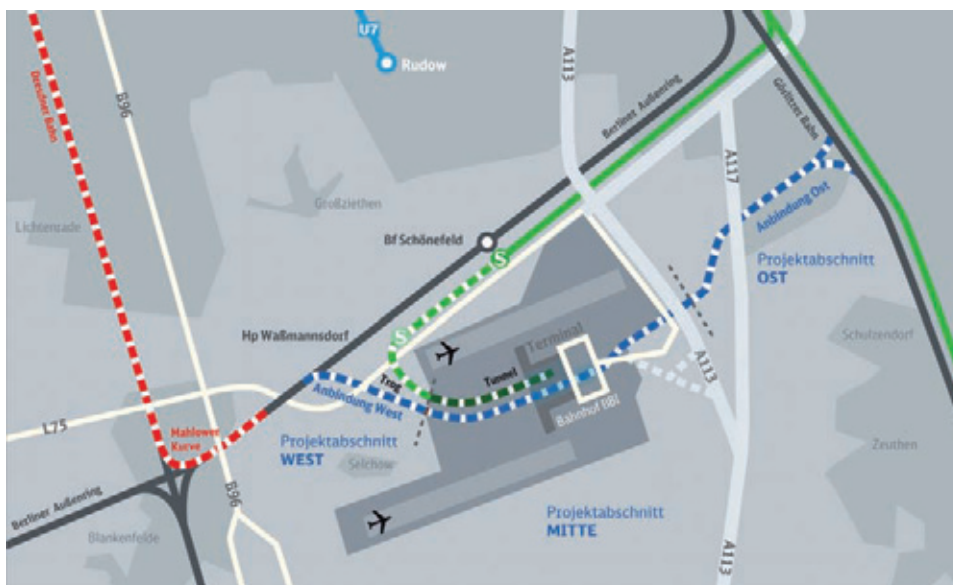 U7
Rudow
A113
Dresdner Bahn
B96
Berliner Außenring
Görlitzer Bahn
A117
Großziethen
Lichtenrade
Bf Schönefeld
S
Anbindung Ost
Projektabschnitt
OST
Hp Waßmannsdorf
S
Terminal
Schulzendorf
Trog
Tunnel
A113
Anbindung West
Bahnhof (IB)
L75
Mahlower
Kurve
Projektabschnitt
WEST
Selchow
Zeuthen
B96
Berliner Außenring
Projektabschnitt
MITTE
Blankenfelde
A113